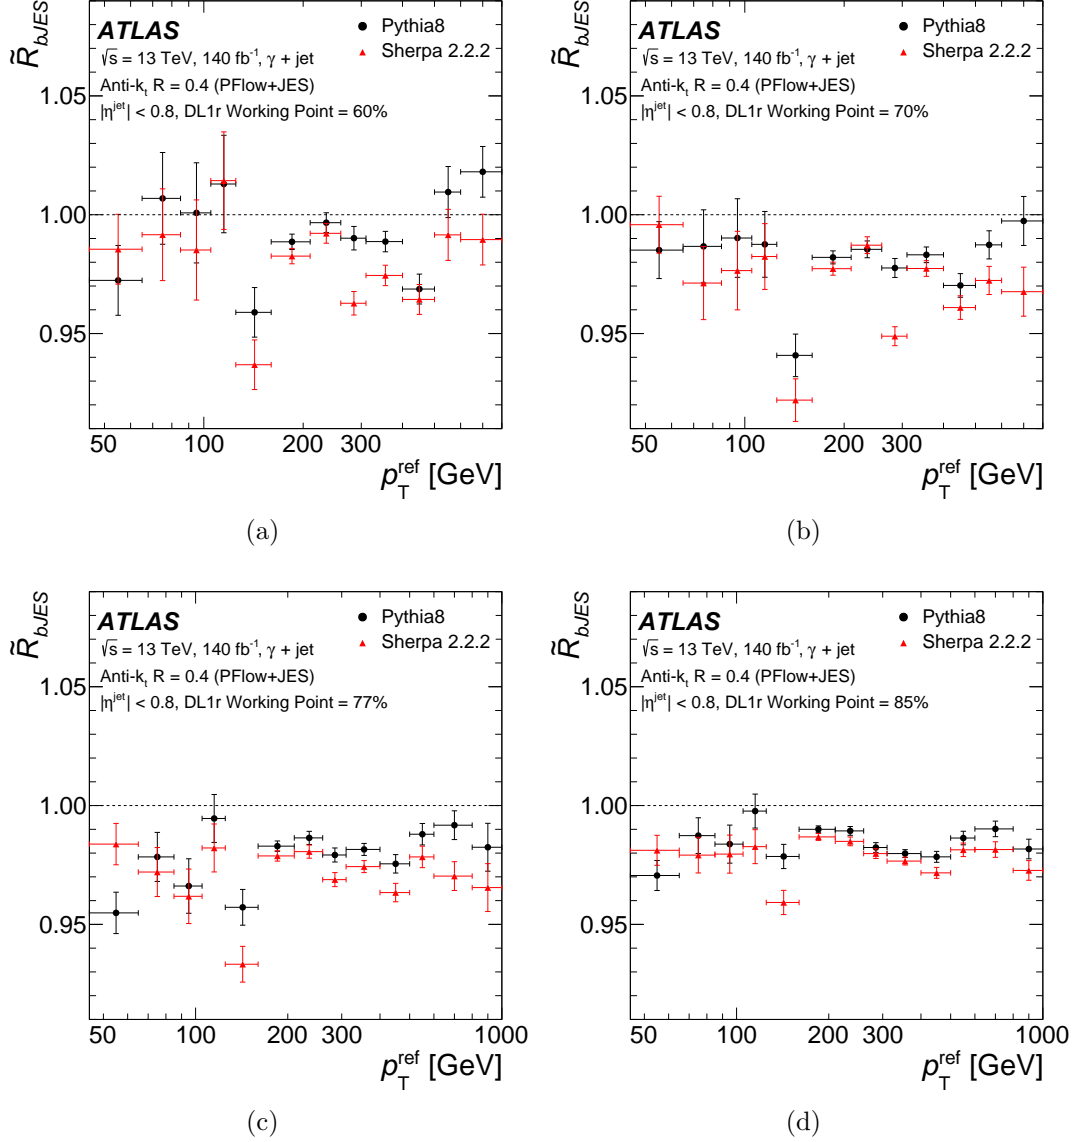 R̃_bJES
ATLAS
√s = 13 TeV, 140 fb⁻¹, γ + jet
Anti-kₜ R = 0.4 (PFlow+JES)
|η^jet| < 0.8, DL1r Working Point = 60%
Pythia8
Sherpa 2.2.2
1.05
1.00
0.95
50 100 200 300
p_T^ref [GeV]
(a)
R̃_bJES
ATLAS
√s = 13 TeV, 140 fb⁻¹, γ + jet
Anti-kₜ R = 0.4 (PFlow+JES)
|η^jet| < 0.8, DL1r Working Point = 70%
Pythia8
Sherpa 2.2.2
1.05
1.00
0.95
50 100 200 300
p_T^ref [GeV]
(b)
R̃_bJES
ATLAS
√s = 13 TeV, 140 fb⁻¹, γ + jet
Anti-kₜ R = 0.4 (PFlow+JES)
|η^jet| < 0.8, DL1r Working Point = 77%
Pythia8
Sherpa 2.2.2
1.05
1.00
0.95
50 100 200 300 1000
p_T^ref [GeV]
(c)
R̃_bJES
ATLAS
√s = 13 TeV, 140 fb⁻¹, γ + jet
Anti-kₜ R = 0.4 (PFlow+JES)
|η^jet| < 0.8, DL1r Working Point = 85%
Pythia8
Sherpa 2.2.2
1.05
1.00
0.95
50 100 200 300 1000
p_T^ref [GeV]
(d)